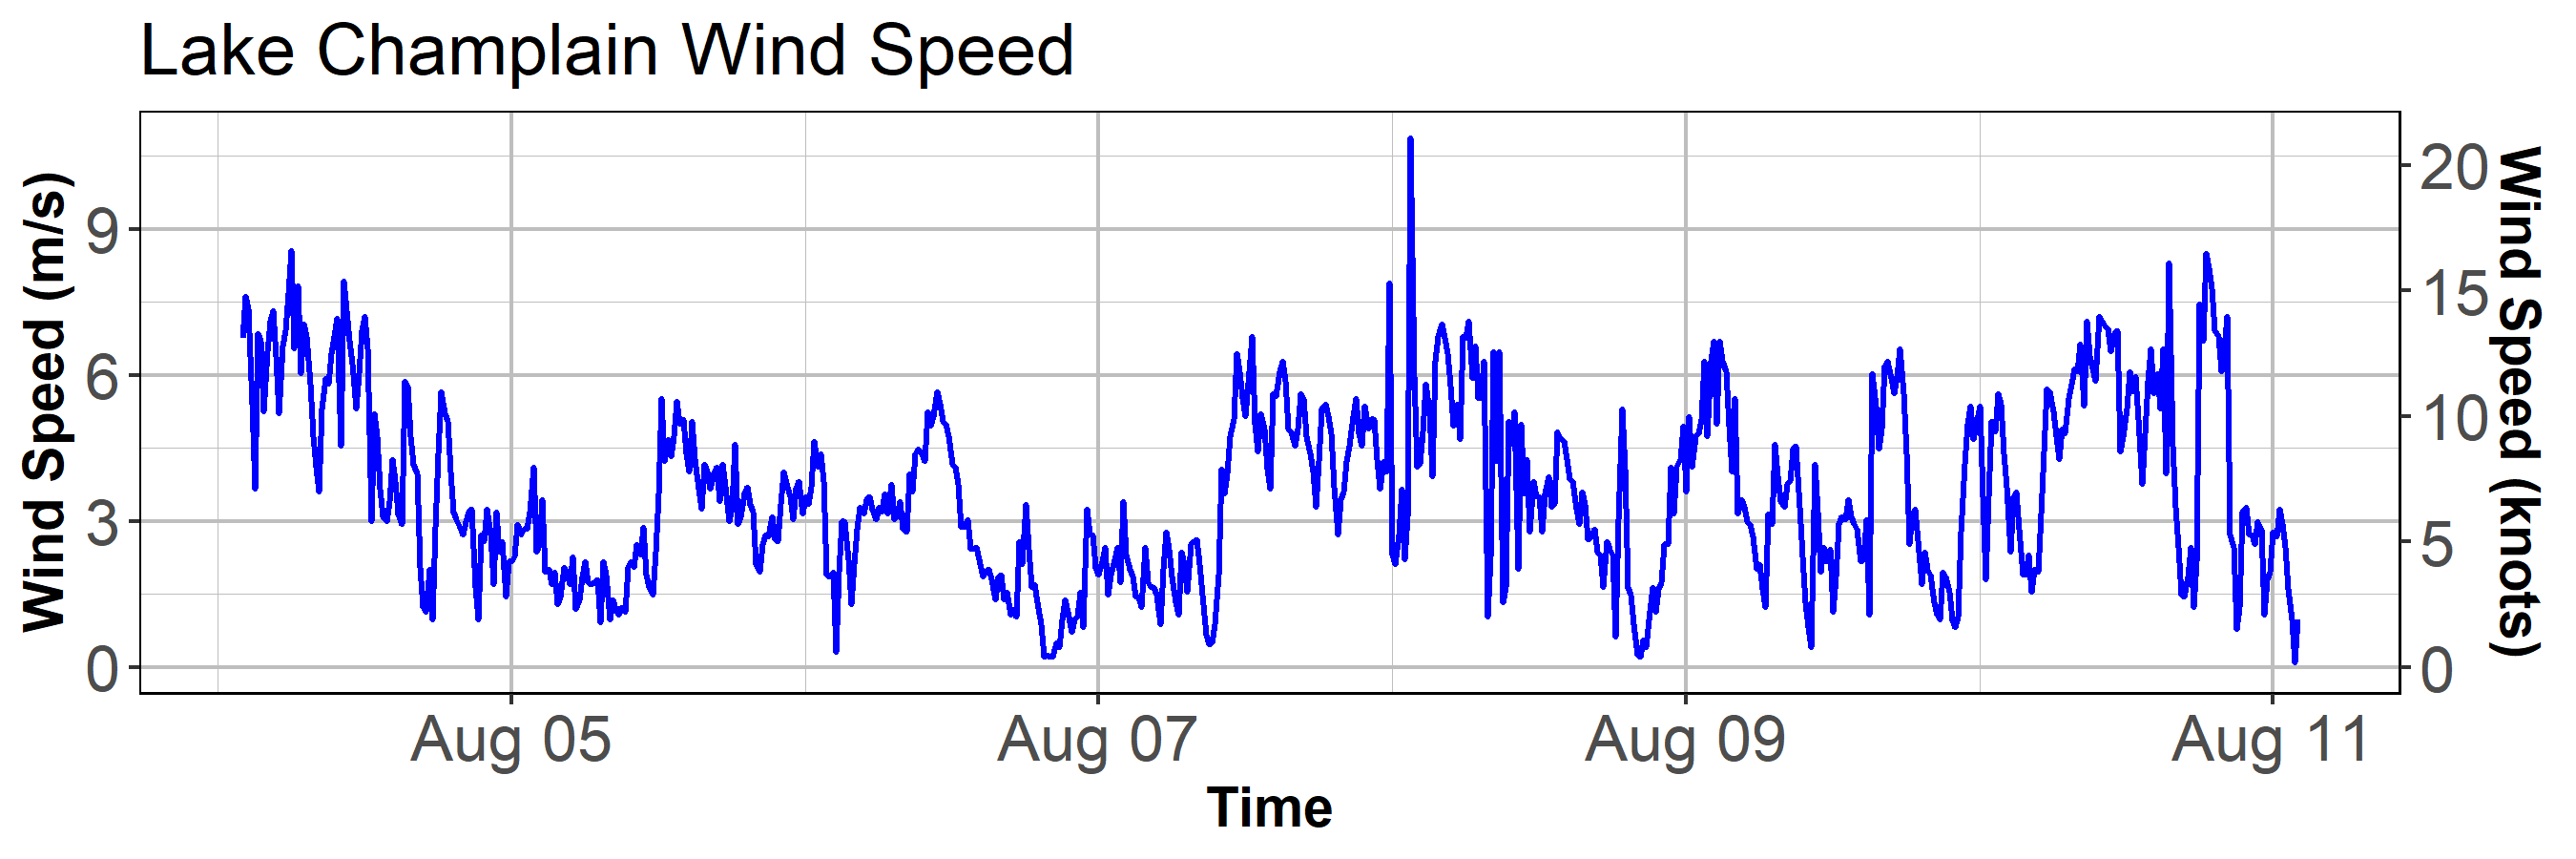 Lake Champlain Wind Speed
Wind Speed (m/s)
9
6
3
0
20
15
10
5
0
Wind Speed (knots)
Aug 05
Aug 07
Aug 09
Aug 11
Time